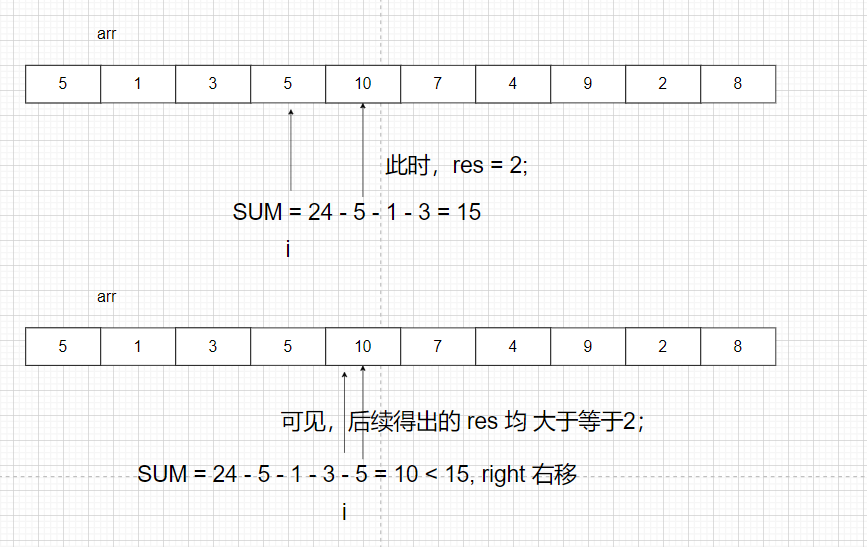 arr
5 1 3 5 10 7 4 9 2 8
此时，res = 2;
SUM = 24 - 5 - 1 - 3 = 15
i
arr
5 1 3 5 10 7 4 9 2 8
可见，后续得出的 res 均 大于等于2；
SUM = 24 - 5 - 1 - 3 - 5 = 10 < 15, right 右移
i